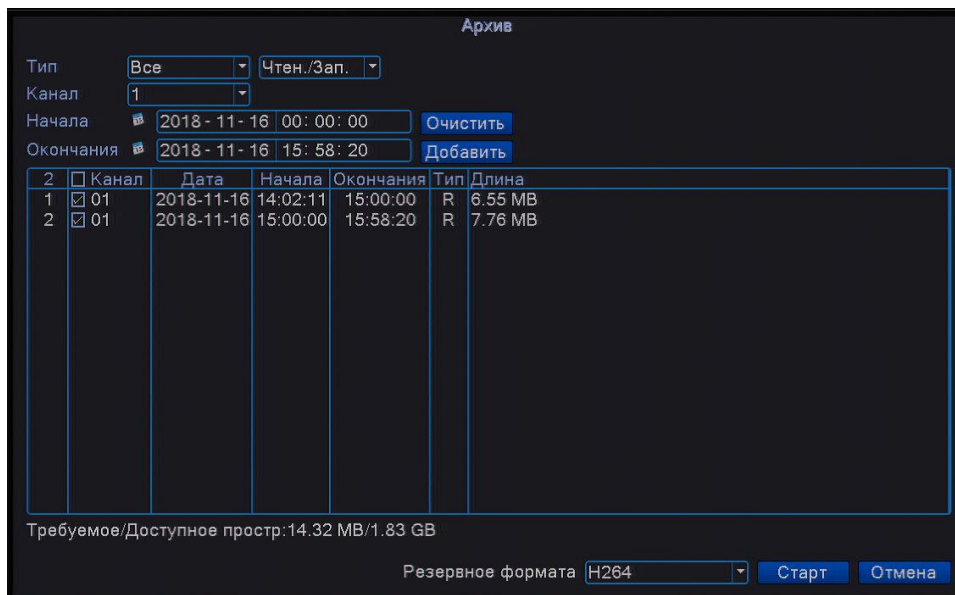 Архив
Тип Все Чтен./Зап.
Канал 1
Начала 2018-11-16 00:00:00 Очистить
Окончания 2018-11-16 15:58:20 Добавить
2 Канал Дата Начала Окончания Тип Длина
1 01 2018-11-16 14:02:11 15:00:00 R 6.55 MB
2 01 2018-11-16 15:00:00 15:58:20 R 7.76 MB
Требуемое/Доступное простр:14.32 MB/1.83 GB
Резервное формата H264 Старт Отмена